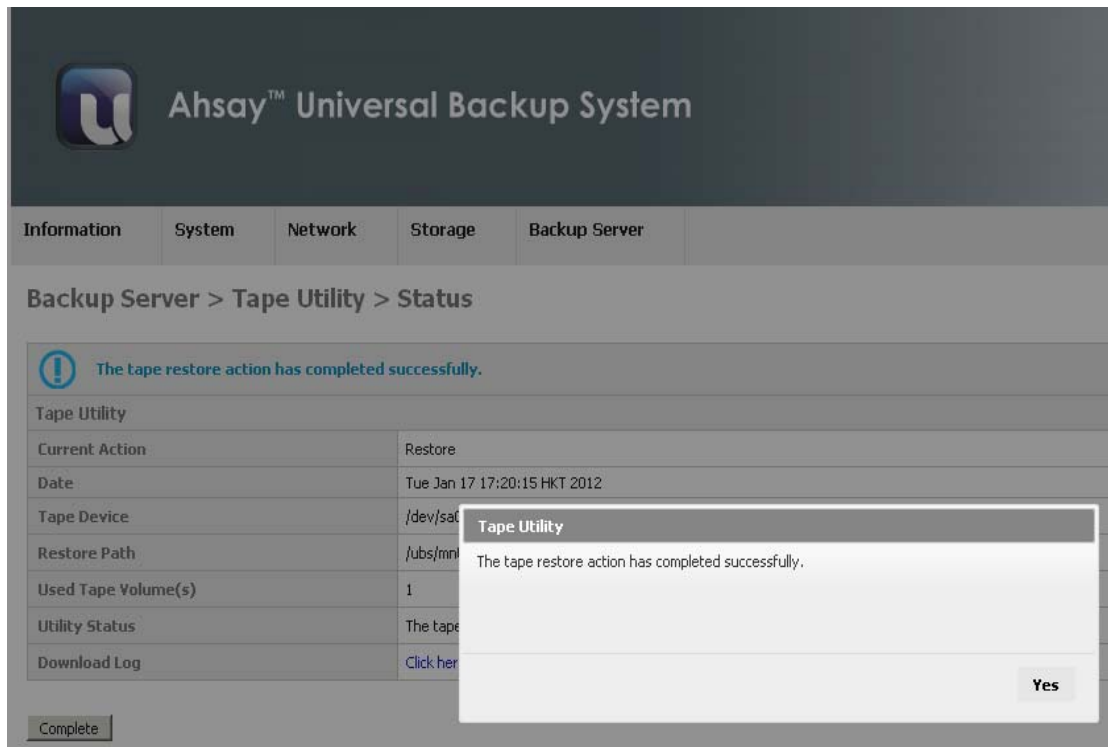 Ahsay™ Universal Backup System
Information System Network Storage Backup Server
Backup Server > Tape Utility > Status
The tape restore action has completed successfully.
Tape Utility
Current Action Restore
Date Tue Jan 17 17:20:15 HKT 2012
Tape Device
Restore Path
Used Tape Volume(s) 1
Utility Status The tape
Download Log Click
Tape Utility
The tape restore action has completed successfully.
Yes
Complete